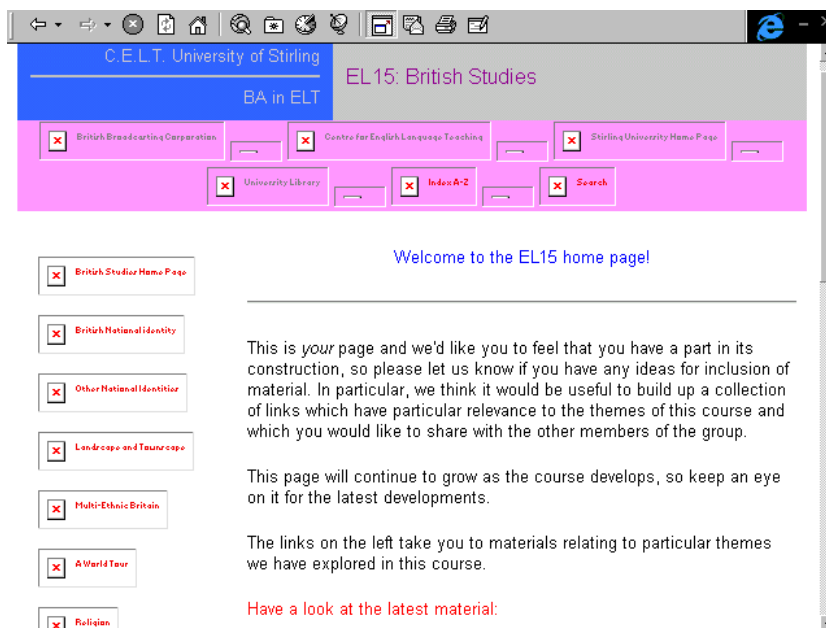 C.E.L.T. University of Stirling
BA in ELT
EL15: British Studies
British Broadcasting Corporation
Centre for English Language Teaching
Stirling University Home Page
University Library
Index A-Z
Search
British Studies Home Page
British National identity
Other National Identities
Landscape and Townscape
Multi-Ethnic Britain
A World Tour
Religion
Welcome to the EL15 home page!
This is your page and we'd like you to feel that you have a part in its
construction, so please let us know if you have any ideas for inclusion of
material. In particular, we think it would be useful to build up a collection
of links which have particular relevance to the themes of this course and
which you would like to share with the other members of the group.
This page will continue to grow as the course develops, so keep an eye
on it for the latest developments.
The links on the left take you to materials relating to particular themes
we have explored in this course.
Have a look at the latest material: